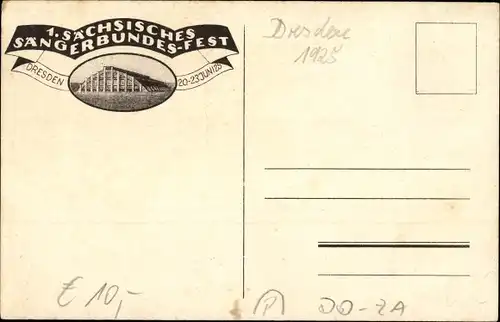 1. SÄCHSISCHES
SÄNGERBUNDES-FEST
DRESDEN
20-23 JUNI 25
Dresden
1925
€ 10,-
P
DD-ZA